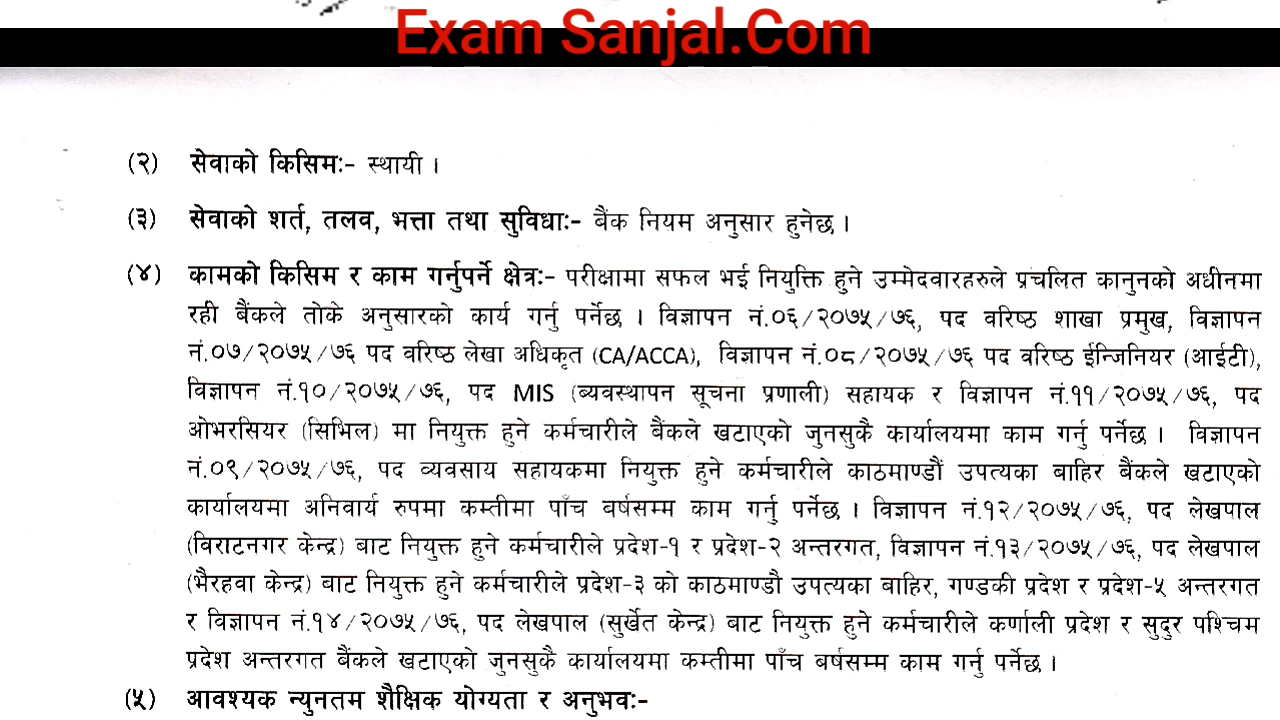 Exam Sanjal.Com
(२) सेवाको किसिमः- स्थायी ।
(३) सेवाको शर्त, तलव, भत्ता तथा सुविधाः- बैंक नियम अनुसार हुनेछ ।
(४) कामको किसिम र काम गर्नुपर्ने क्षेत्रः- परीक्षामा सफल भई नियुक्ति हुने उम्मेदवारहरुले प्रचलित कानुनको अधीनमा
रही बैंकले तोके अनुसारको कार्य गर्नु पर्नेछ । विज्ञापन नं.०६/२०७५/७६, पद वरिष्ठ शाखा प्रमुख, विज्ञापन
नं.०७/२०७५/७६ पद वरिष्ठ लेखा अधिकृत (CA/ACCA), विज्ञापन नं.०८/२०७५/७६ पद वरिष्ठ ईन्जिनियर (आईटी),
विज्ञापन नं.१०/२०७५/७६, पद MIS (व्यवस्थापन सूचना प्रणाली) सहायक र विज्ञापन नं.११/२०७५/७६, पद
ओभरसियर (सिभिल) मा नियुक्त हुने कर्मचारीले बैंकले खटाएको जुनसुकै कार्यालयमा काम गर्नु पर्नेछ । विज्ञापन
नं.०९/२०७५/७६, पद व्यवसाय सहायकमा नियुक्त हुने कर्मचारीले काठमाण्डौं उपत्यका बाहिर बैंकले खटाएको
कार्यालयमा अनिवार्य रुपमा कम्तीमा पाँच वर्षसम्म काम गर्नु पर्नेछ । विज्ञापन नं.१२/२०७५/७६, पद लेखपाल
(विराटनगर केन्द्र) बाट नियुक्त हुने कर्मचारीले प्रदेश-१ र प्रदेश-२ अन्तरगत, विज्ञापन नं.१३/२०७५/७६, पद लेखपाल
(भैरहवा केन्द्र) बाट नियुक्त हुने कर्मचारीले प्रदेश-३ को काठमाण्डौ उपत्यका बाहिर, गण्डकी प्रदेश र प्रदेश-५ अन्तरगत
र विज्ञापन नं.१४/२०७५/७६, पद लेखपाल (सुर्खेत केन्द्र) बाट नियुक्त हुने कर्मचारीले कर्णाली प्रदेश र सुदुर पश्चिम
प्रदेश अन्तरगत बैंकले खटाएको जुनसुकै कार्यालयमा कम्तीमा पाँच बर्षसम्म काम गर्नु पर्नेछ ।
(५) आवश्यक न्युनतम शैक्षिक योग्यता र अनुभवः-